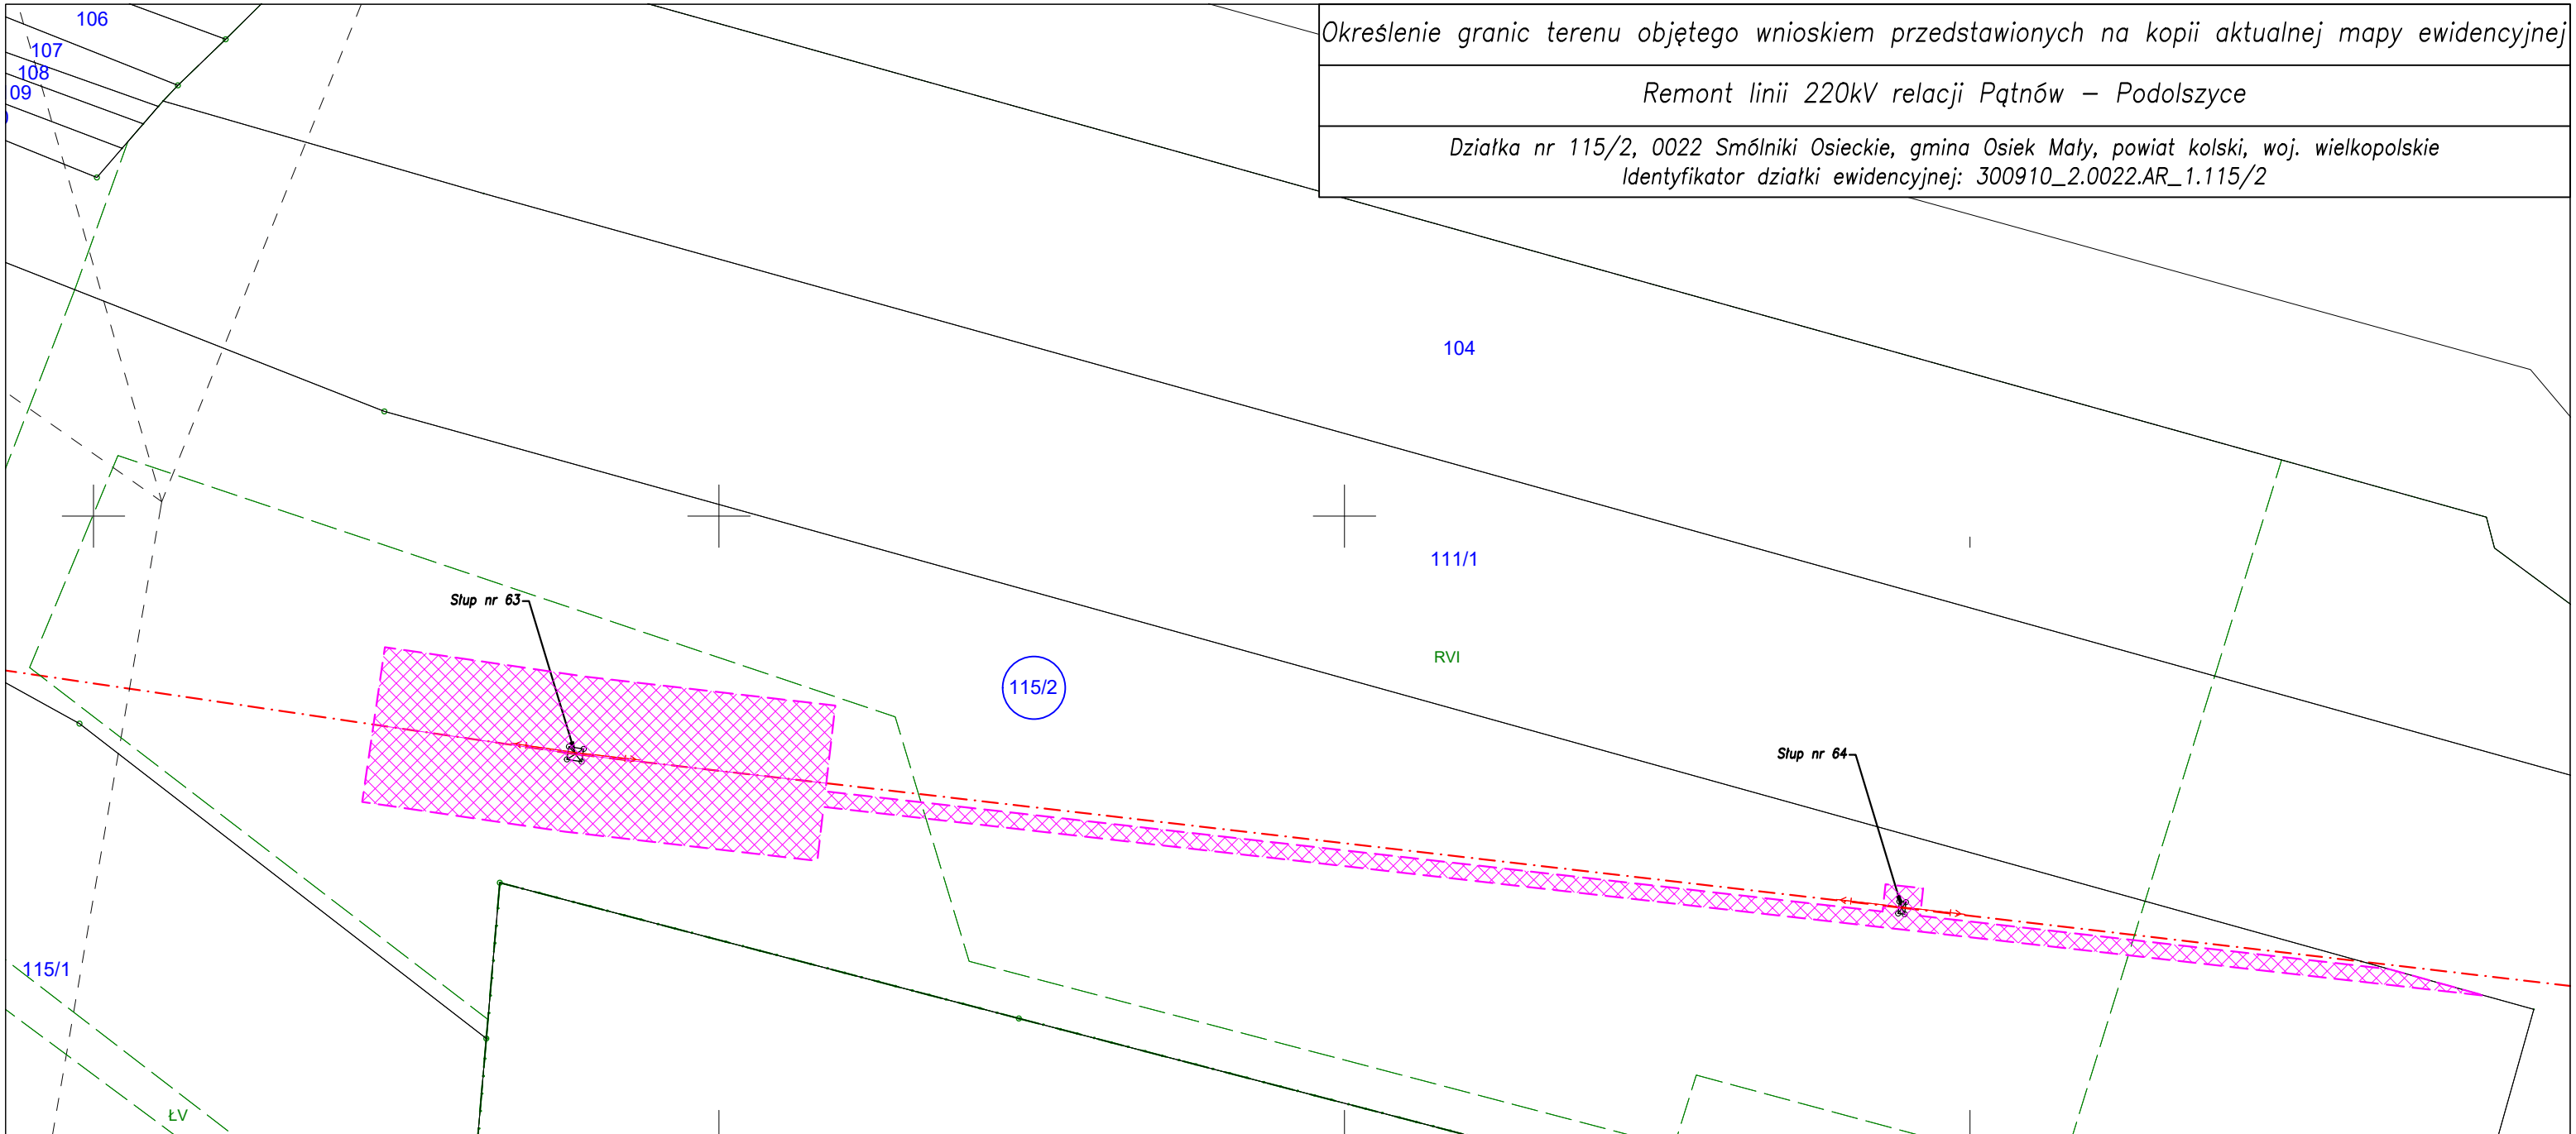 Określenie granic terenu objętego wnioskiem przedstawionych na kopii aktualnej mapy ewidencyjnej
Remont linii 220kV relacji Pątnów – Podolszyce
Działka nr 115/2, 0022 Smólniki Osieckie, gmina Osiek Mały, powiat kolski, woj. wielkopolskie
Identyfikator działki ewidencyjnej: 300910_2.0022.AR_1.115/2
106
107
108
09
104
111/1
Słup nr 63
RVI
115/2
Słup nr 64
115/1
ŁV